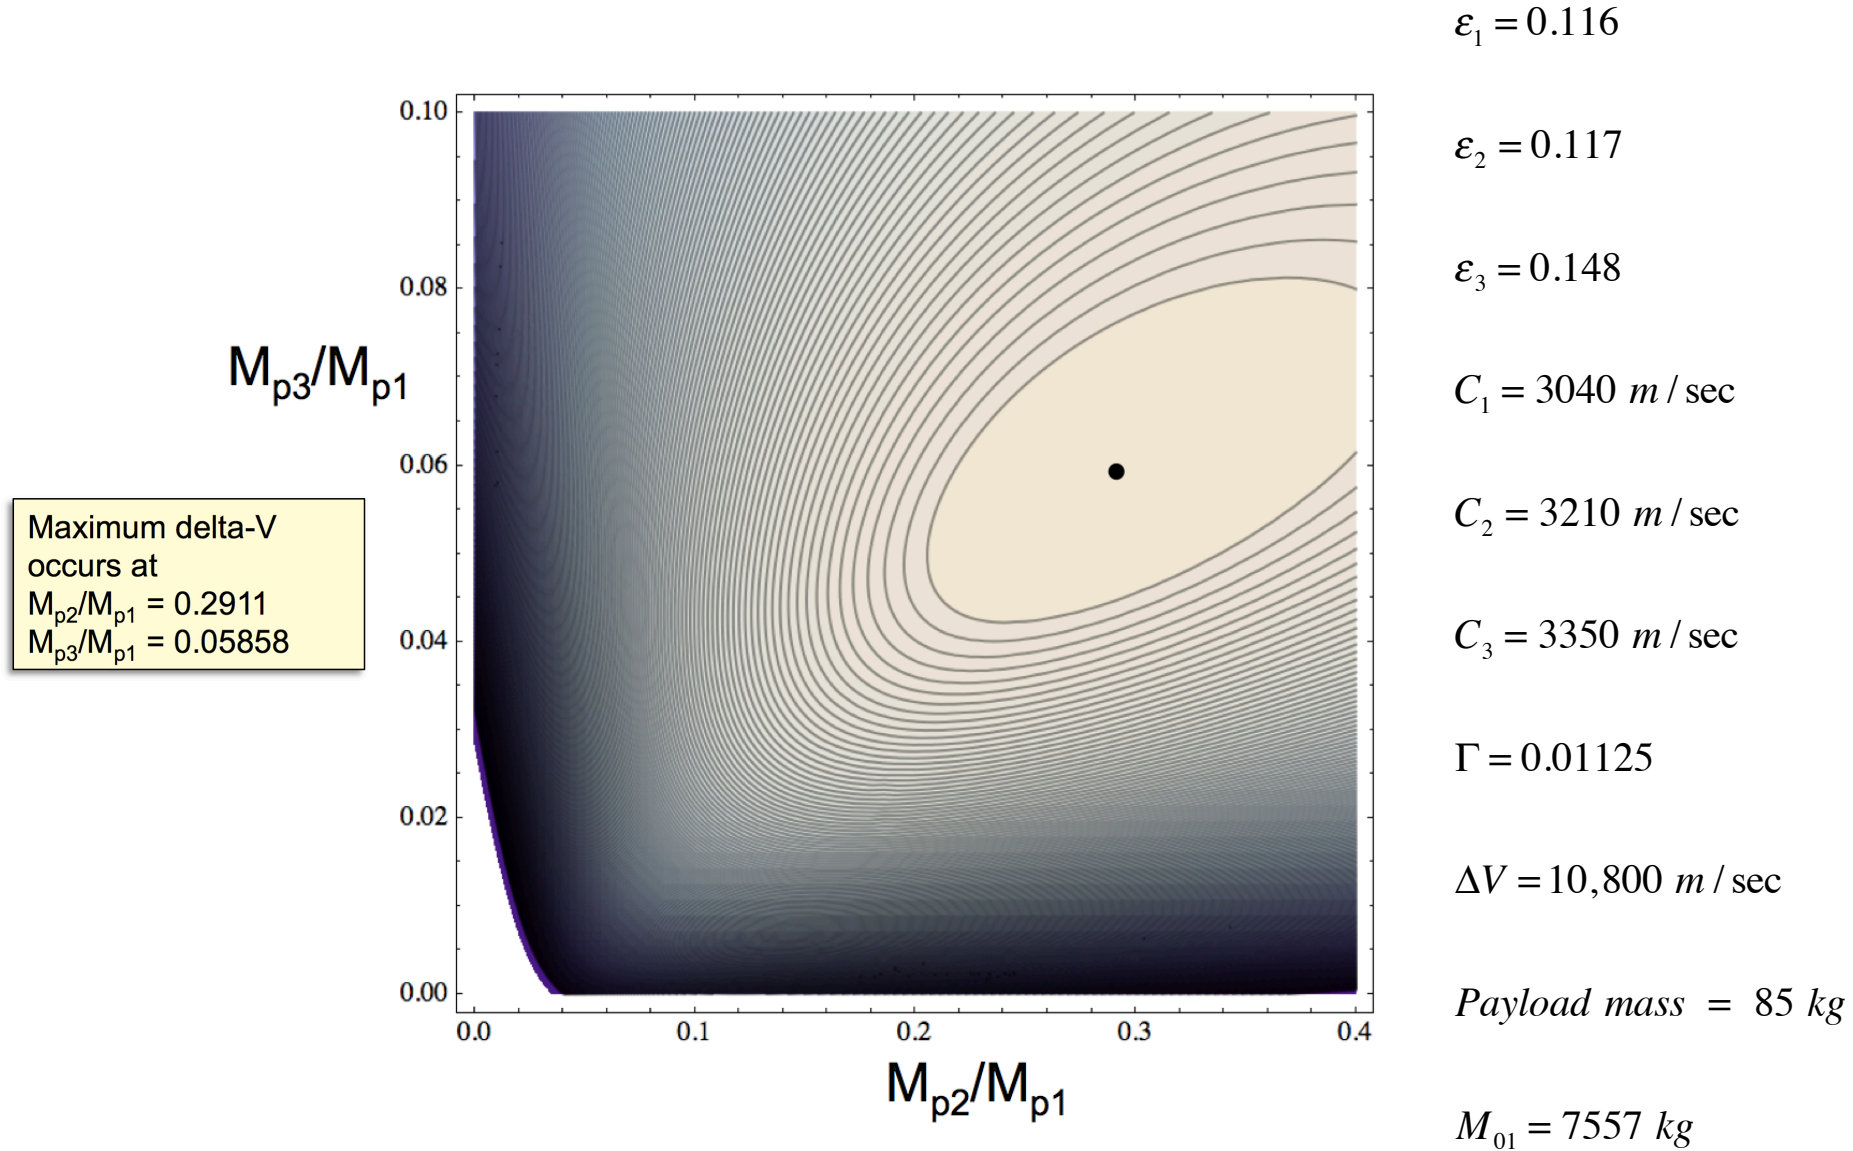 ε1 = 0.116
0.10
ε2 = 0.117
0.08
ε3 = 0.148
Mp3/Mp1
C1 = 3040 m / sec
0.06
Maximum delta-V
occurs at
Mp2/Mp1 = 0.2911
Mp3/Mp1 = 0.05858
C2 = 3210 m / sec
0.04
C3 = 3350 m / sec
Γ = 0.01125
0.02
ΔV = 10,800 m / sec
0.00
Payload mass = 85 kg
0.0 0.1 0.2 0.3 0.4
Mp2/Mp1
M01 = 7557 kg